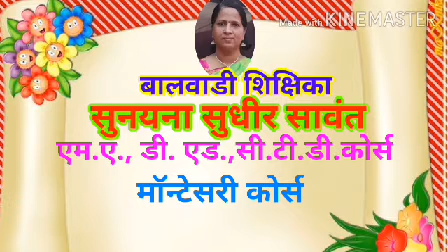 Made with KINEMASTER
बालवाडी शिक्षिका
सुनयना सुधीर सावंत
एम.ए., डी. एड.,सी.टी.डी.कोर्स
मॉन्टेसरी कोर्स